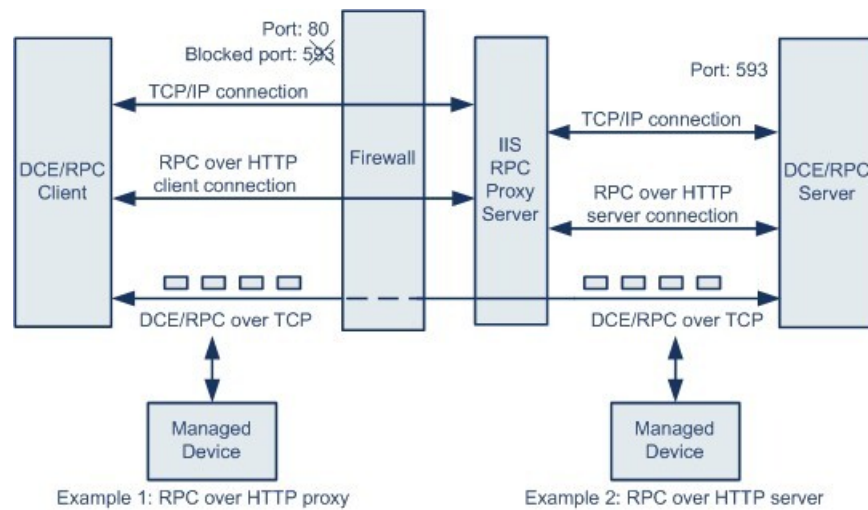 Port: 80
Blocked port: 593
Port: 593
TCP/IP connection
TCP/IP connection
DCE/RPC
Client
RPC over HTTP
client connection
Firewall
IIS
RPC
Proxy
Server
RPC over HTTP
server connection
DCE/RPC
Server
DCE/RPC over TCP
DCE/RPC over TCP
Managed
Device
Managed
Device
Example 1: RPC over HTTP proxy
Example 2: RPC over HTTP server